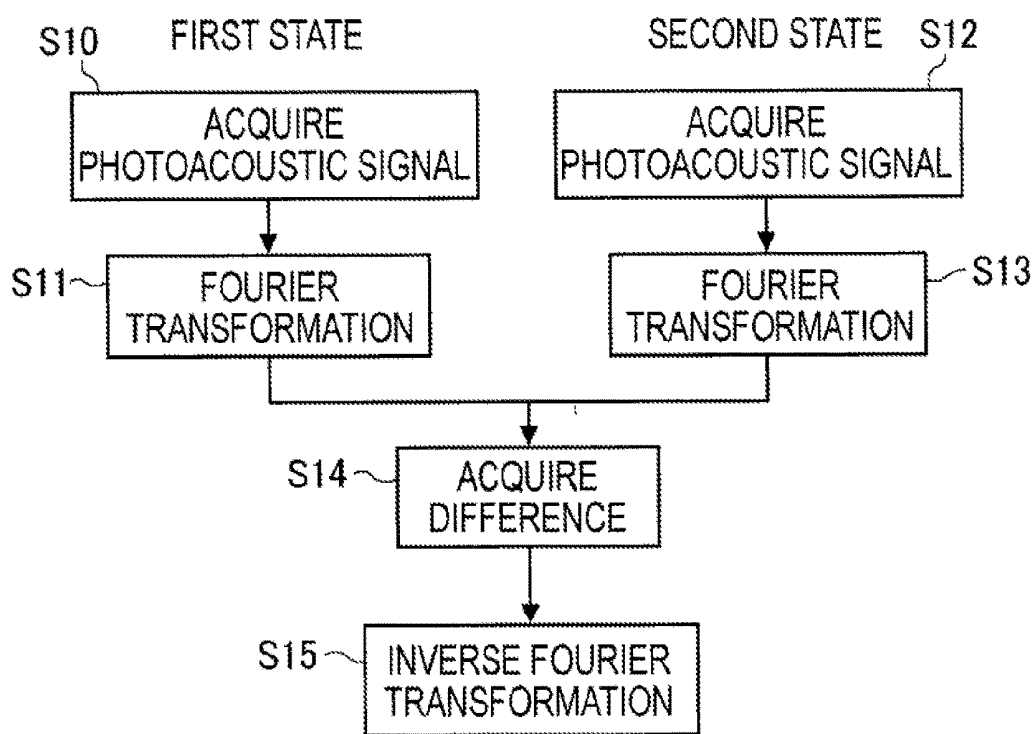 S10
FIRST STATE
SECOND STATE
S12
ACQUIRE
PHOTOACOUSTIC SIGNAL
ACQUIRE
PHOTOACOUSTIC SIGNAL
S11
FOURIER
TRANSFORMATION
FOURIER
TRANSFORMATION
S13
S14
ACQUIRE
DIFFERENCE
S15
INVERSE FOURIER
TRANSFORMATION